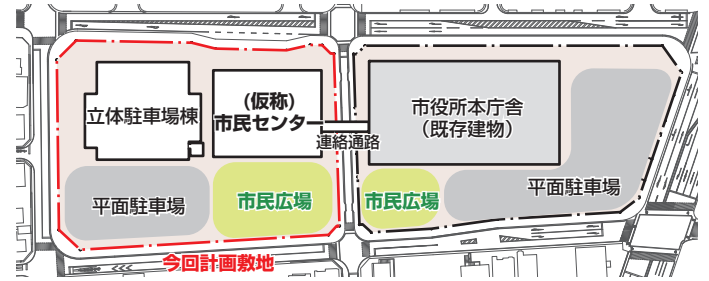 立体駐車場棟
(仮称)
市民センター
連絡通路
市役所本庁舎
(既存建物)
平面駐車場
市民広場
市民広場
平面駐車場
今回計画敷地